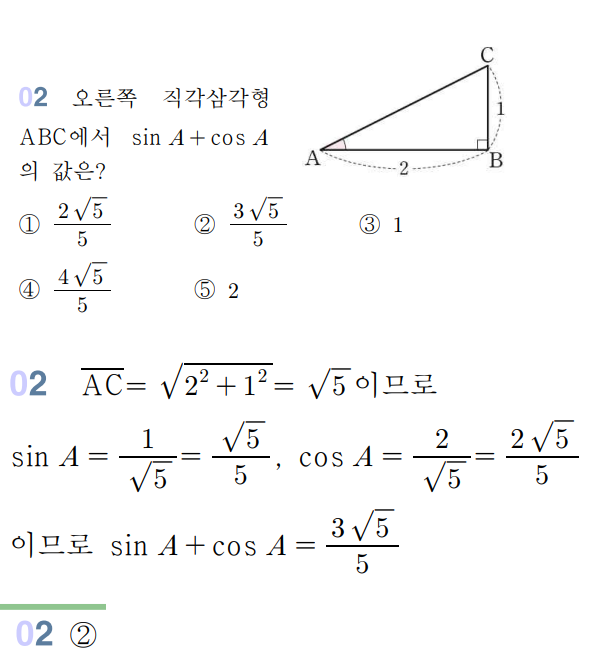 02 오른쪽 직각삼각형
ABC에서 sin A+cos A
의 값은?
C
1
A
2
B
① 2√5/5 ② 3√5/5 ③ 1
④ 4√5/5 ⑤ 2
02 A̅C̅= √(2²+1²)= √5이므로
sin A = 1/√5 = √5/5, cos A = 2/√5 = 2√5/5
이므로 sin A+cos A = 3√5/5
02 ②